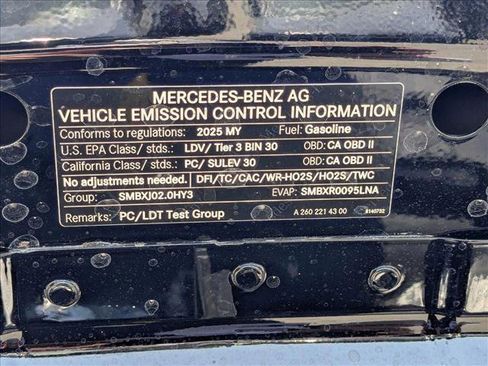 MERCEDES-BENZ AG
VEHICLE EMISSION CONTROL INFORMATION
Conforms to regulations: 2025 MY Fuel: Gasoline
U.S. EPA Class/ stds.: LDV/ Tier 3 BIN 30 OBD: CA OBD II
California Class/ stds.: PC/ SULEV 30 OBD: CA OBD II
No adjustments needed. DFI/TC/CAC/WR-HO2S/HO2S/TWC
Group: SMBXJ02.0HY3 EVAP: SMBXR0095LNA
Remarks: PC/LDT Test Group A 260 221 43 00